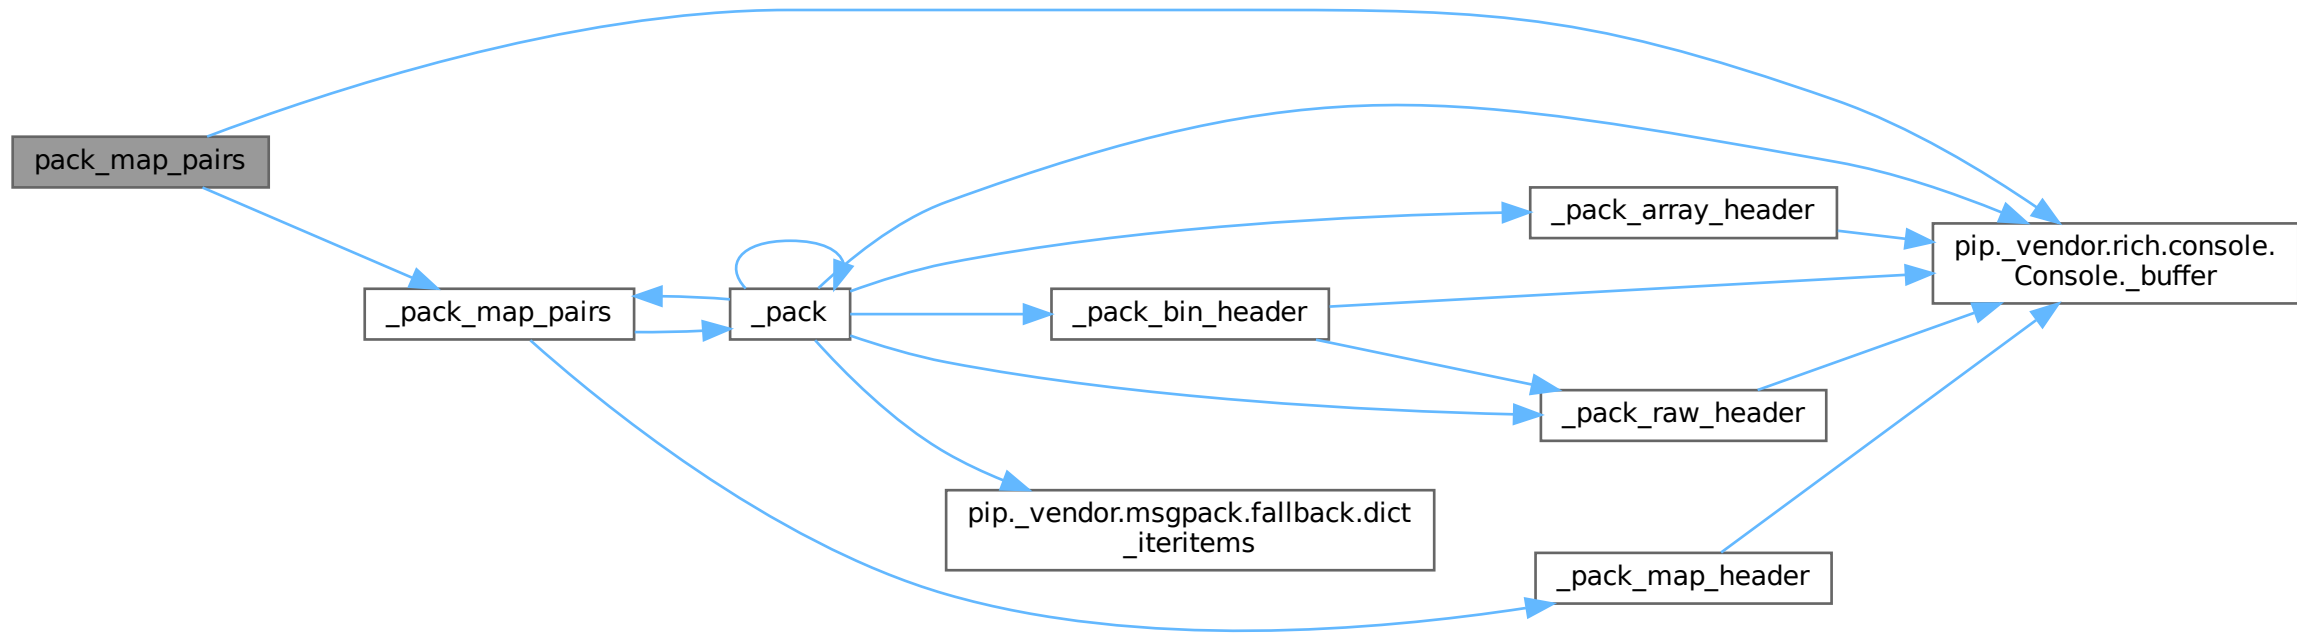 pack_map_pairs
_pack_map_pairs
_pack
_pack_bin_header
_pack_array_header
_pack_raw_header
pip._vendor.rich.console.
Console._buffer
pip._vendor.msgpack.fallback.dict
_iteritems
_pack_map_header